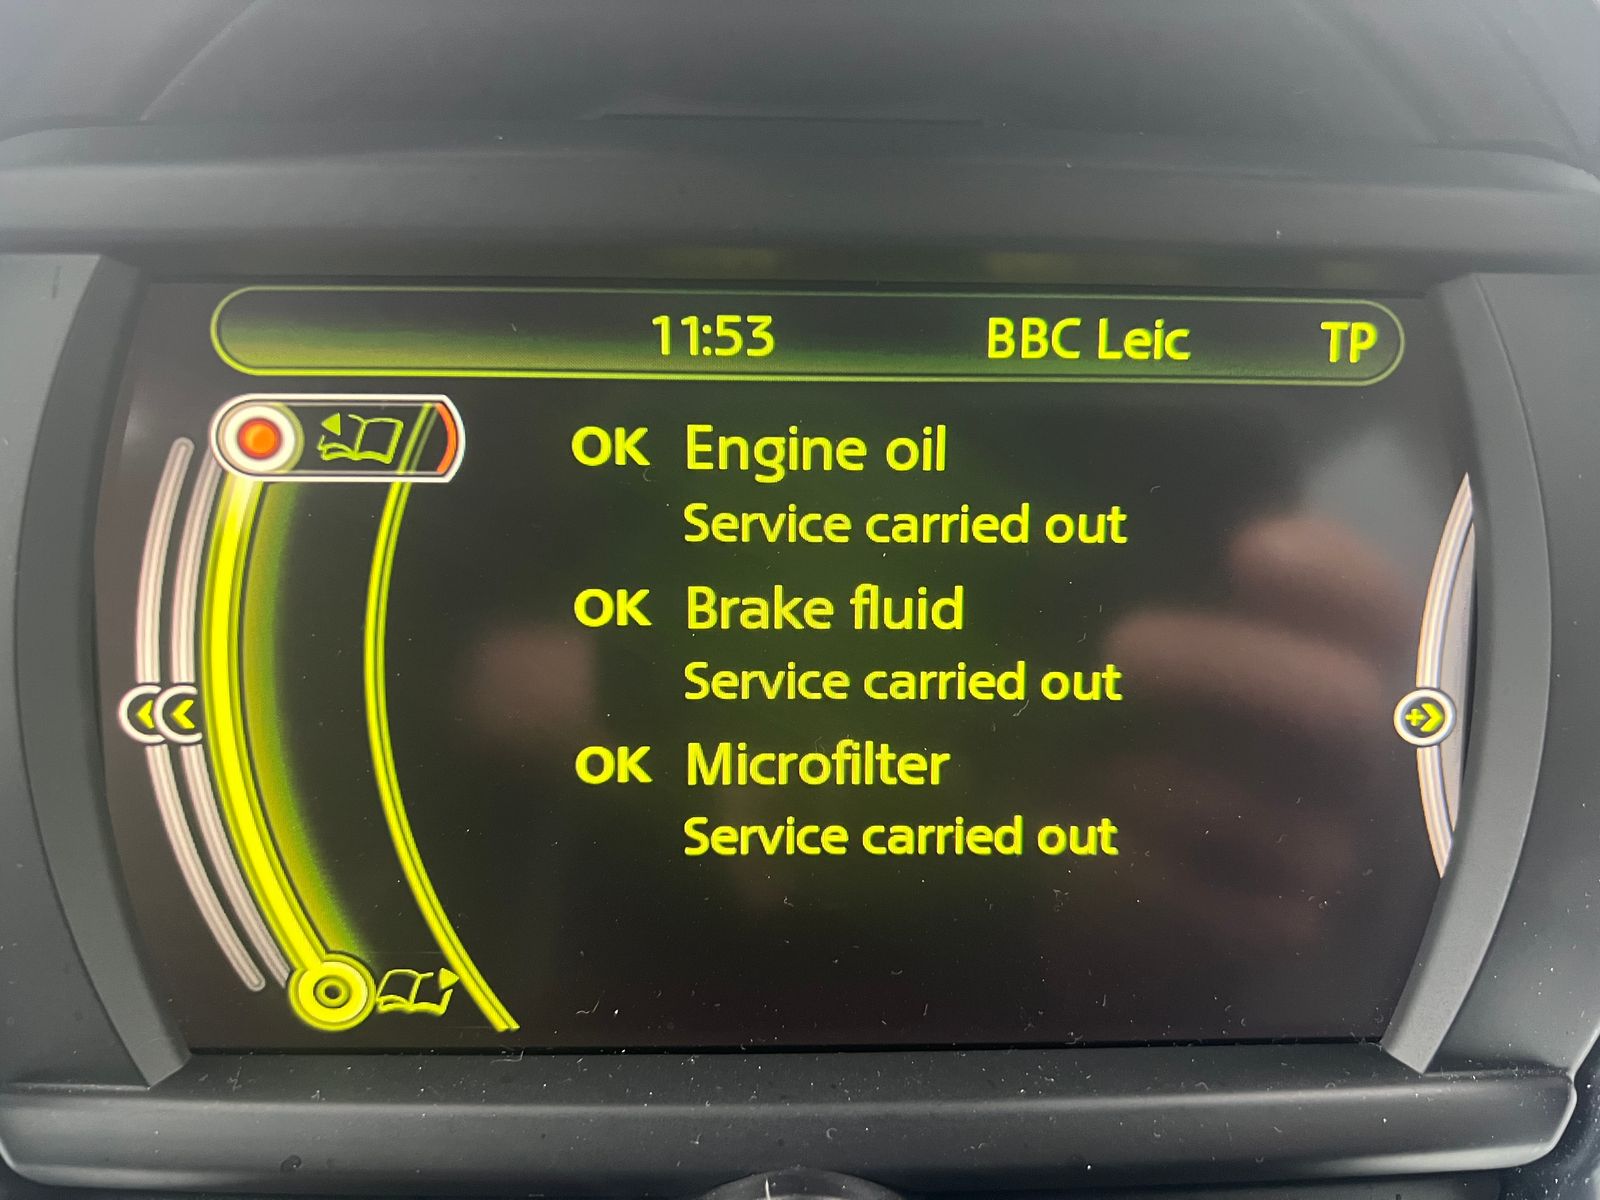 11:53 BBC Leic TP
OK Engine oil
Service carried out
OK Brake fluid
Service carried out
OK Microfilter
Service carried out